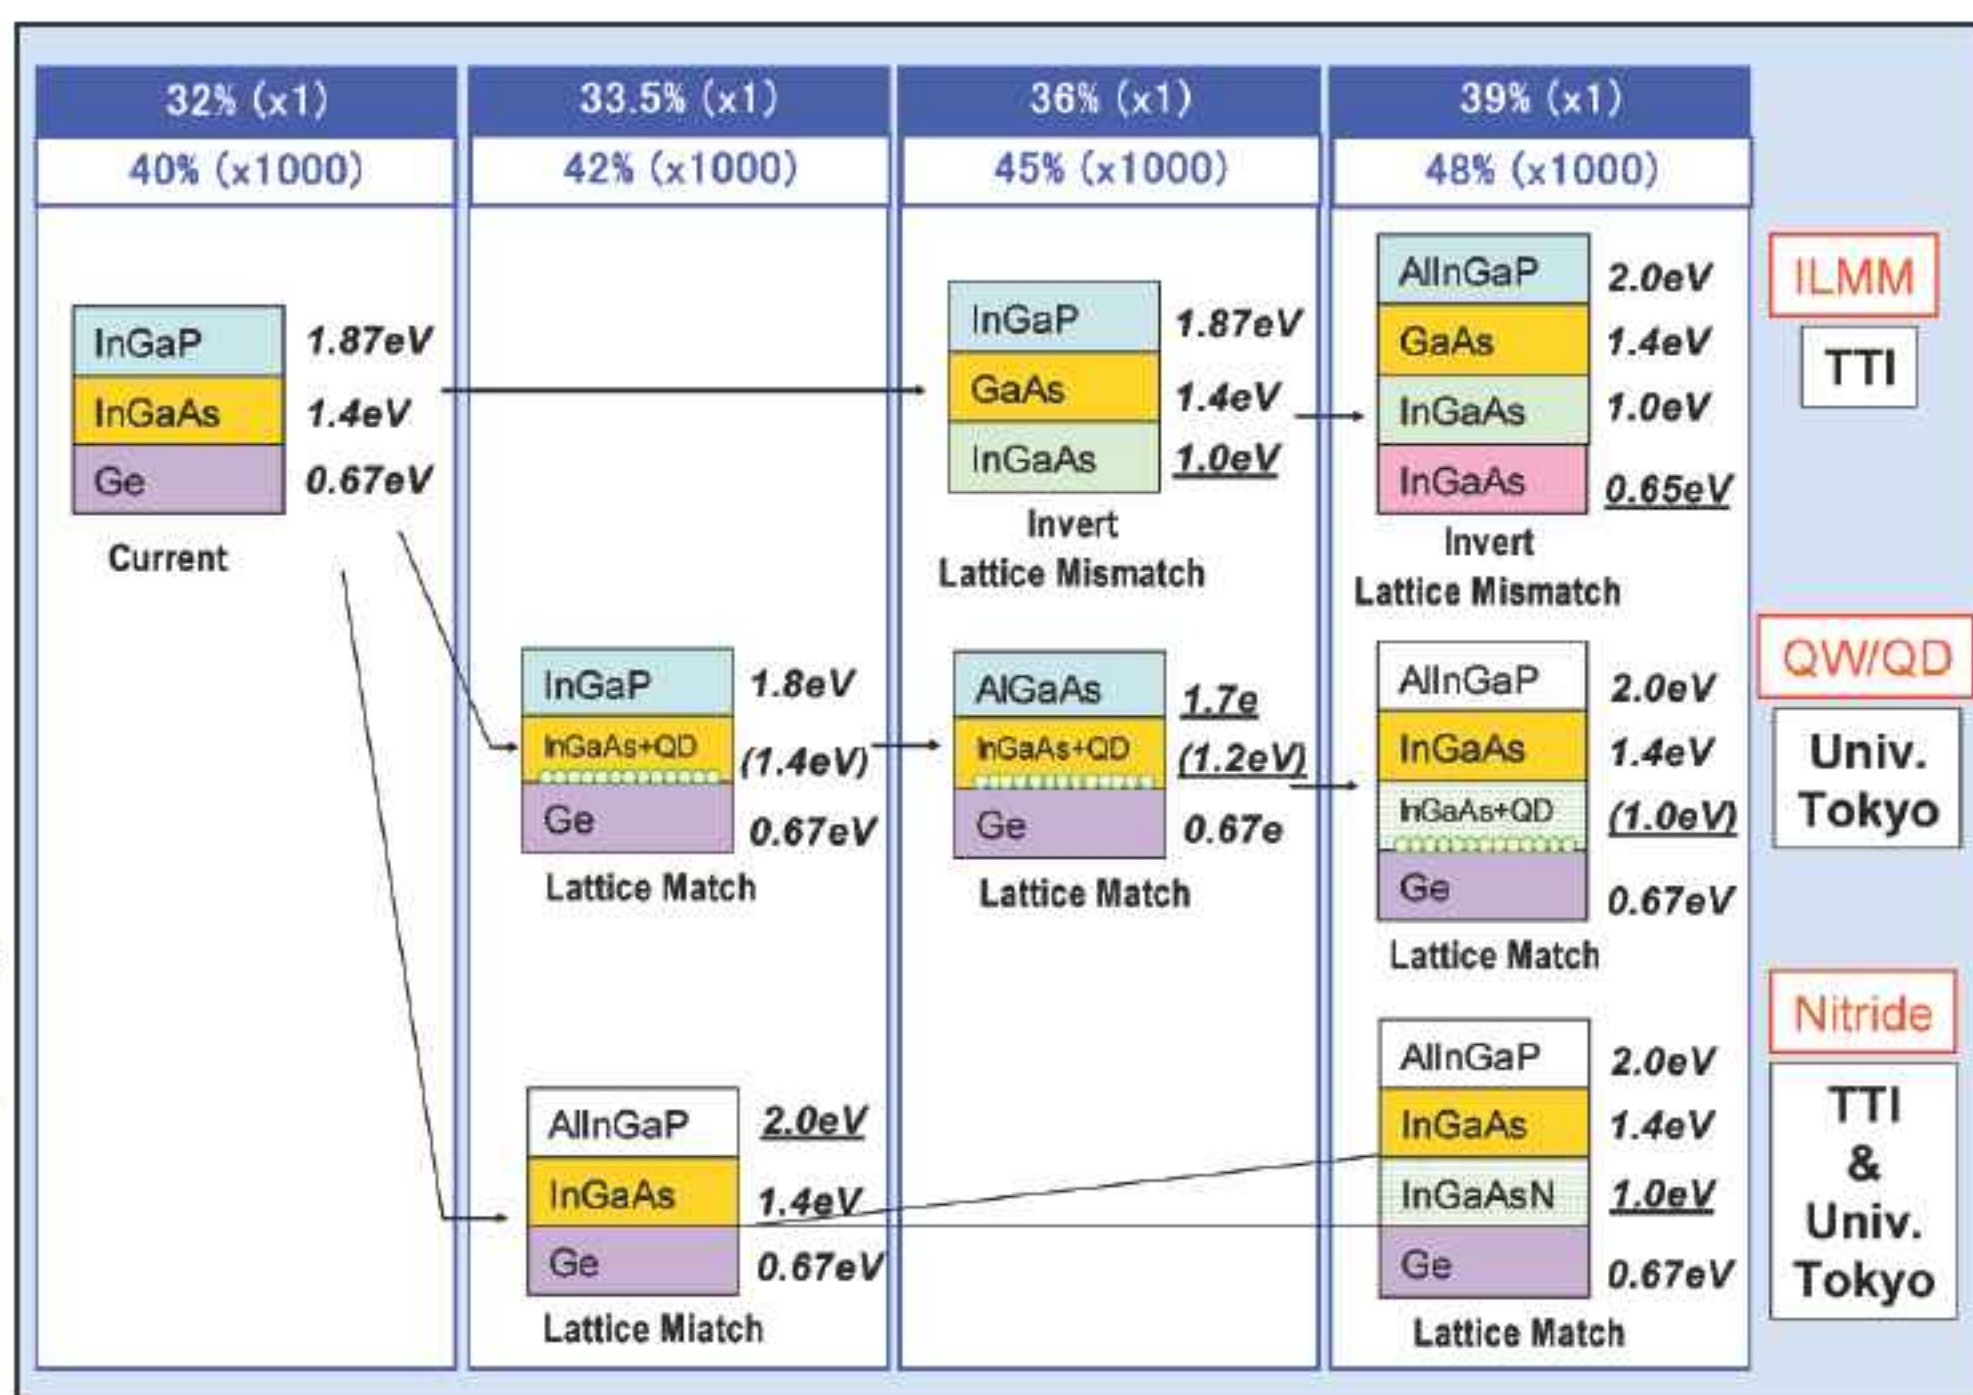 32% (x1)
40% (x1000)
33.5% (x1)
42% (x1000)
36% (x1)
45% (x1000)
39% (x1)
48% (x1000)
InGaP 1.87eV
InGaAs 1.4eV
Ge 0.67eV
Current
InGaP 1.87eV
GaAs 1.4eV
InGaAs 1.0eV
Invert
Lattice Mismatch
AlInGaP 2.0eV
GaAs 1.4eV
InGaAs 1.0eV
InGaAs 0.65eV
Invert
Lattice Mismatch
ILMM
TTI
InGaP 1.8eV
InGaAs+QD (1.4eV)
Ge 0.67eV
Lattice Match
AlGaAs 1.7e
InGaAs+QD (1.2eV)
Ge 0.67e
Lattice Match
AlInGaP 2.0eV
InGaAs 1.4eV
InGaAs+QD (1.0eV)
Ge 0.67eV
Lattice Match
QW/QD
Univ.
Tokyo
AlInGaP 2.0eV
InGaAs 1.4eV
Ge 0.67eV
Lattice Miatch
AlInGaP 2.0eV
InGaAs 1.4eV
InGaAsN 1.0eV
Ge 0.67eV
Lattice Match
Nitride
TTI
&
Univ.
Tokyo